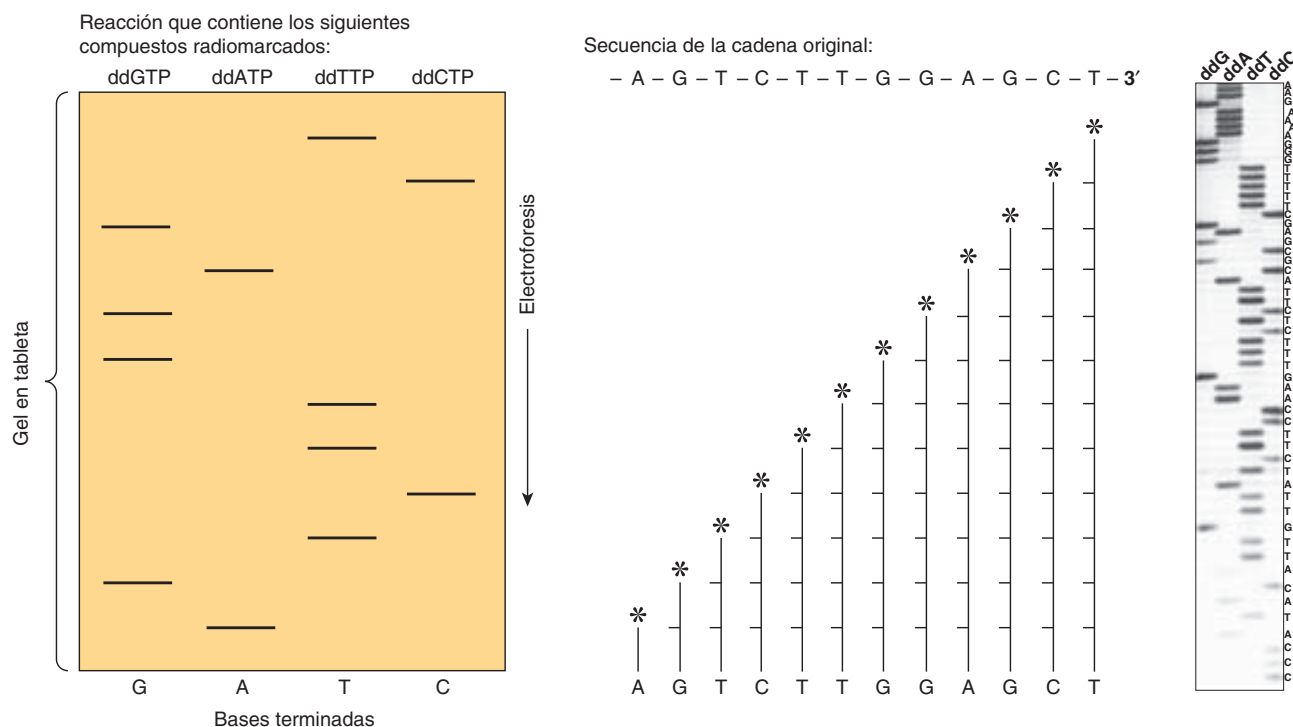 Reacción que contiene los siguientes
compuestos radiomarcados:
ddGTP ddATP ddTTP ddCTP
Gel en tableta
Electroforesis
G A T C
Bases terminadas
Secuencia de la cadena original:
– A – G – T – C – T – T – G – G – A – G – C – T – 3′
* * * * * * * * * * * *
A G T C T T G G A G C T
ddG ddA ddT ddC
A
A
G
A
A
A
A
G
G
G
T
T
T
T
T
C
G
A
G
C
G
C
A
T
T
C
T
C
T
T
T
G
A
A
C
C
T
T
C
T
A
T
T
G
T
T
A
C
A
T
A
C
C
C